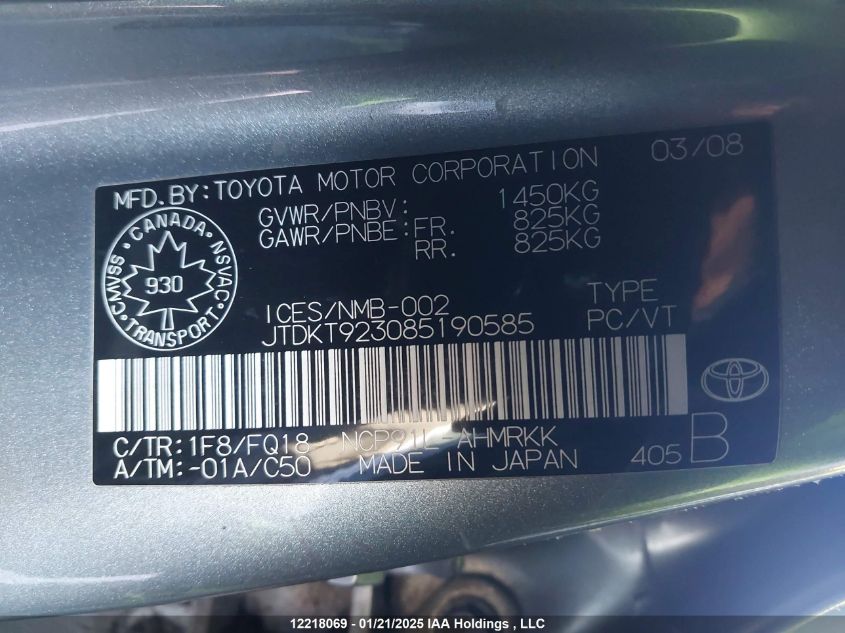 MFD.BY:TOYOTA MOTOR CORPORATION 03/08
GVWR/PNBV: 1450KG
GAWR/PNBE:FR. 825KG
RR. 825KG
CANADA
CMVSS NSVAC
930
TRANSPORT
ICES/NMB-002 TYPE
JTDKT923085190585 PC/VT
C/TR:1F8/FQ18 NCP91L-AHMRKK
A/TM:-01A/C50 MADE IN JAPAN 405 B
12218069 - 01/21/2025 IAA Holdings , LLC